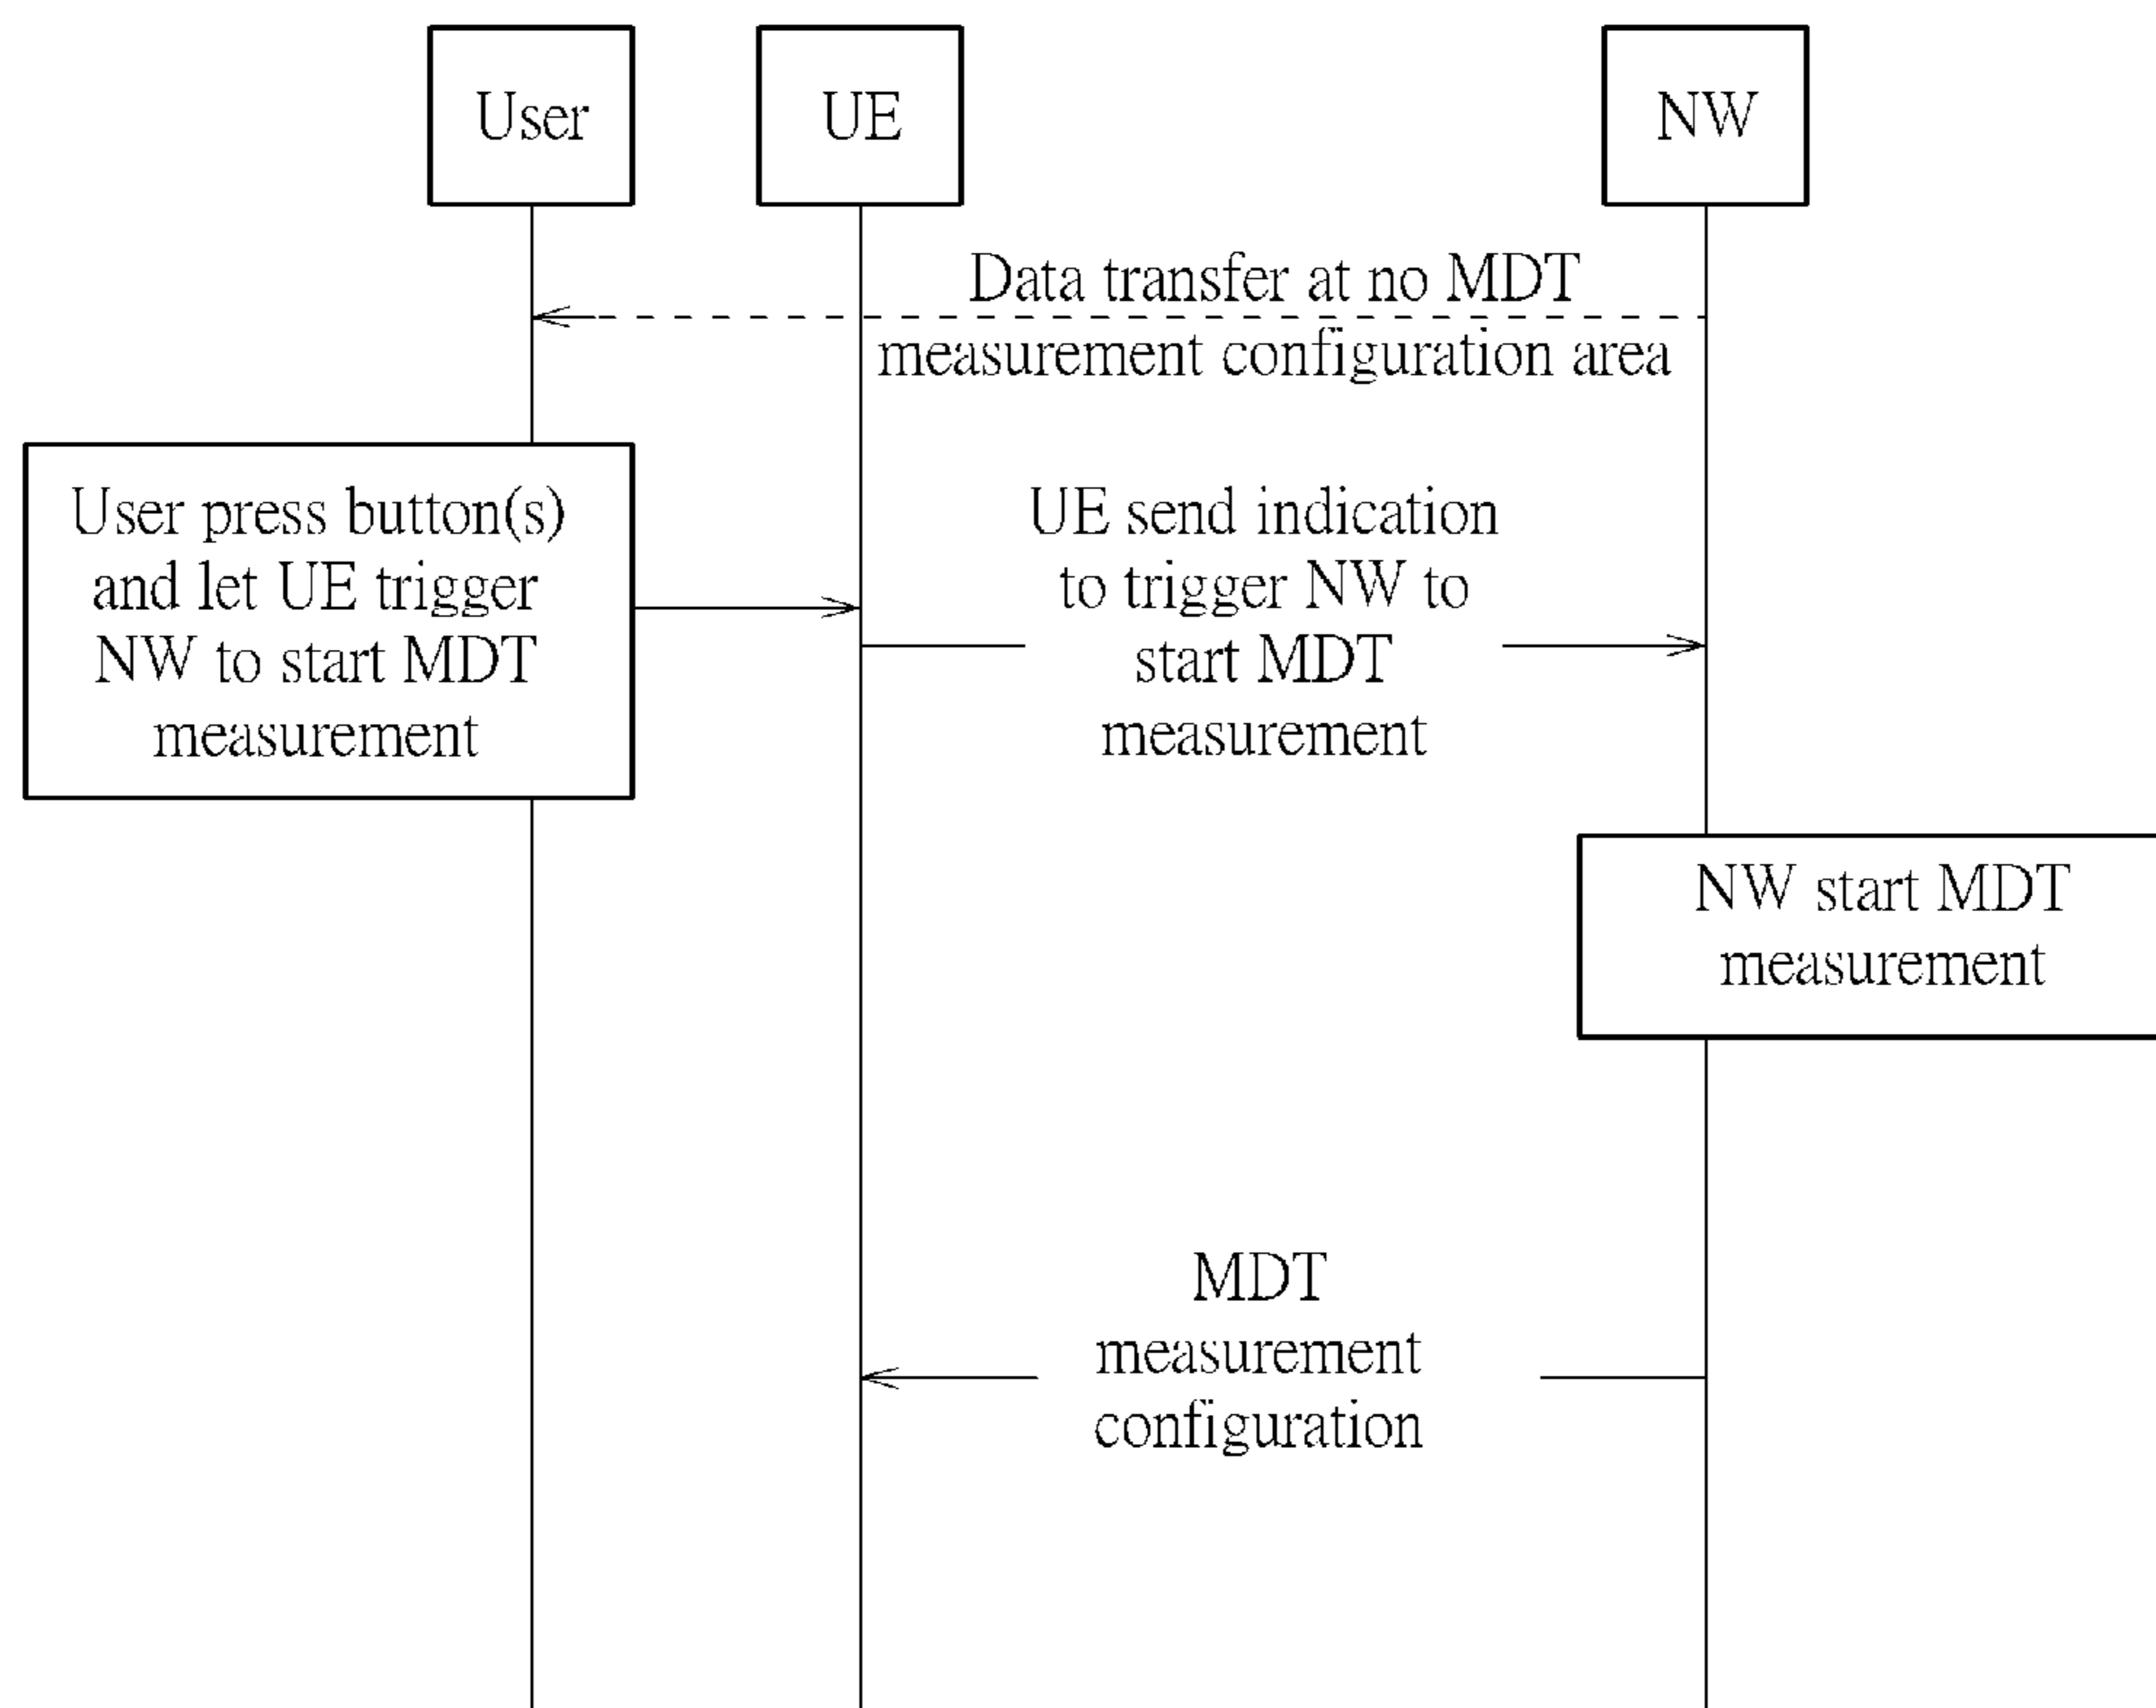 User
UE
NW
Data transfer at no MDT
measurement configuration area
User press button(s)
and let UE trigger
NW to start MDT
measurement
UE send indication
to trigger NW to
start MDT
measurement
NW start MDT
measurement
MDT
measurement
configuration